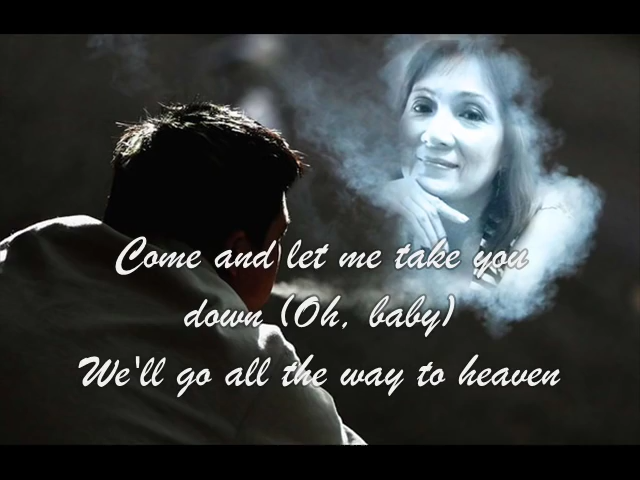 Come and let me take you
down (Oh, baby)
We'll go all the way to heaven